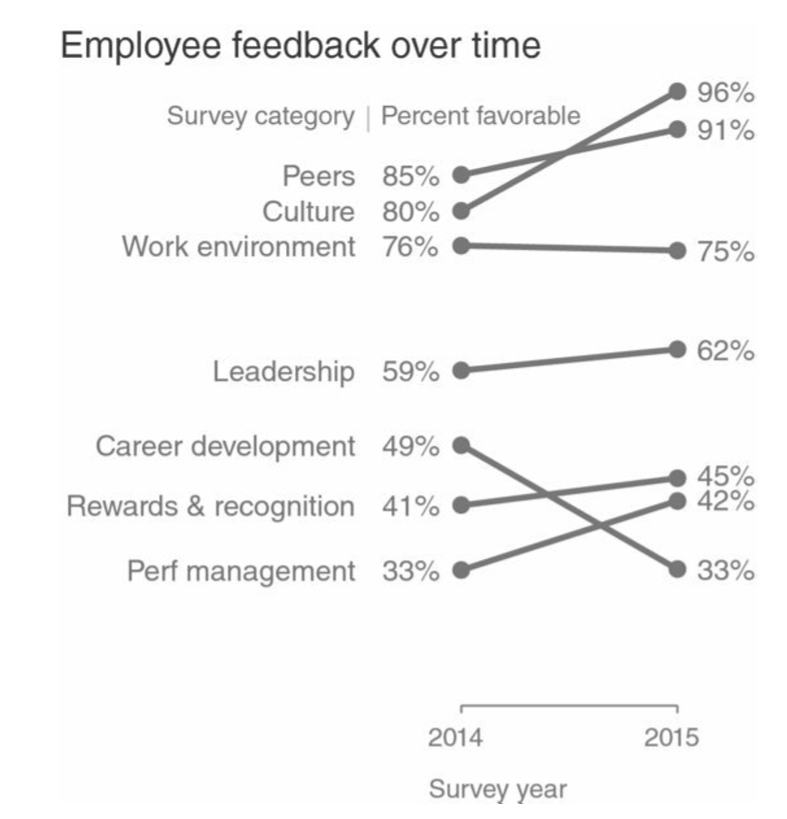 Employee feedback over time
Survey category | Percent favorable
96%
91%
Peers 85%
Culture 80%
Work environment 76% 75%
Leadership 59% 62%
Career development 49%
45%
Rewards & recognition 41% 42%
Perf management 33% 33%
2014 2015
Survey year